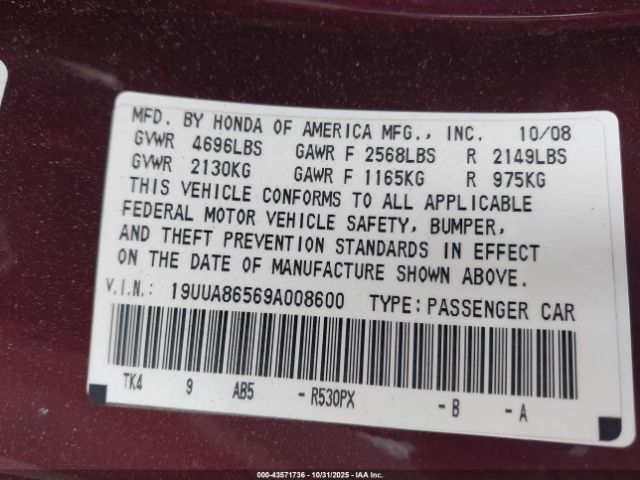 MFD. BY HONDA OF AMERICA MFG., INC. 10/08
GVWR 4696LBS GAWR F 2568LBS R 2149LBS
GVWR 2130KG GAWR F 1165KG R 975KG
THIS VEHICLE CONFORMS TO ALL APPLICABLE
FEDERAL MOTOR VEHICLE SAFETY, BUMPER,
AND THEFT PREVENTION STANDARDS IN EFFECT
ON THE DATE OF MANUFACTURE SHOWN ABOVE.
V.I.N.: 19UUA86569A008600 TYPE: PASSENGER CAR
TK4 9 AB5 - R530PX - B - A
000-43571736 - 10/31/2025 - IAA Inc.